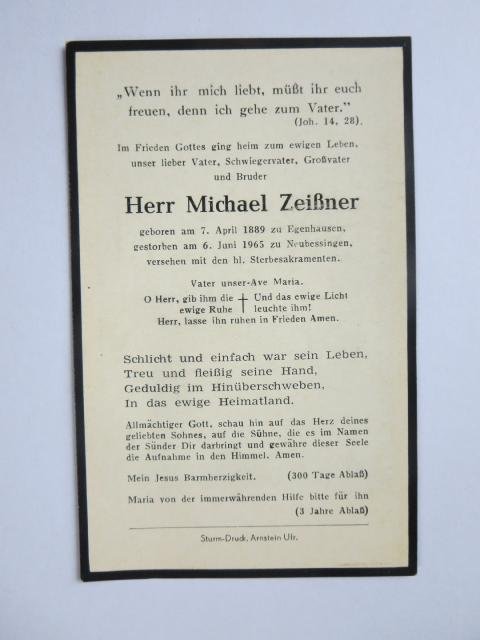 „Wenn ihr mich liebt, müßt ihr euch
freuen, denn ich gehe zum Vater."
(Joh. 14, 28).
Im Frieden Gottes ging heim zum ewigen Leben,
unser lieber Vater, Schwiegervater, Großvater
und Bruder
Herr Michael Zeißner
geboren am 7. April 1889 zu Egenhausen,
gestorben am 6. Juni 1965 zu Neubessingen,
versehen mit den hl. Sterbesakramenten.
Vater unser-Ave Maria.
O Herr, gib ihm die ┼ Und das ewige Licht
ewige Ruhe leuchte ihm!
Herr, lasse ihn ruhen in Frieden Amen.
Schlicht und einfach war sein Leben,
Treu und fleißig seine Hand,
Geduldig im Hinüberschweben,
In das ewige Heimatland.
Allmächtiger Gott, schau hin auf das Herz deines
geliebten Sohnes, auf die Sühne, die es im Namen
der Sünder Dir darbringt und gewähre dieser Seele
die Aufnahme in den Himmel. Amen.
Mein Jesus Barmherzigkeit. (300 Tage Ablaß)
Maria von der immerwährenden Hilfe bitte für ihn
(3 Jahre Ablaß)
Sturm-Druck, Arnstein Ufr.